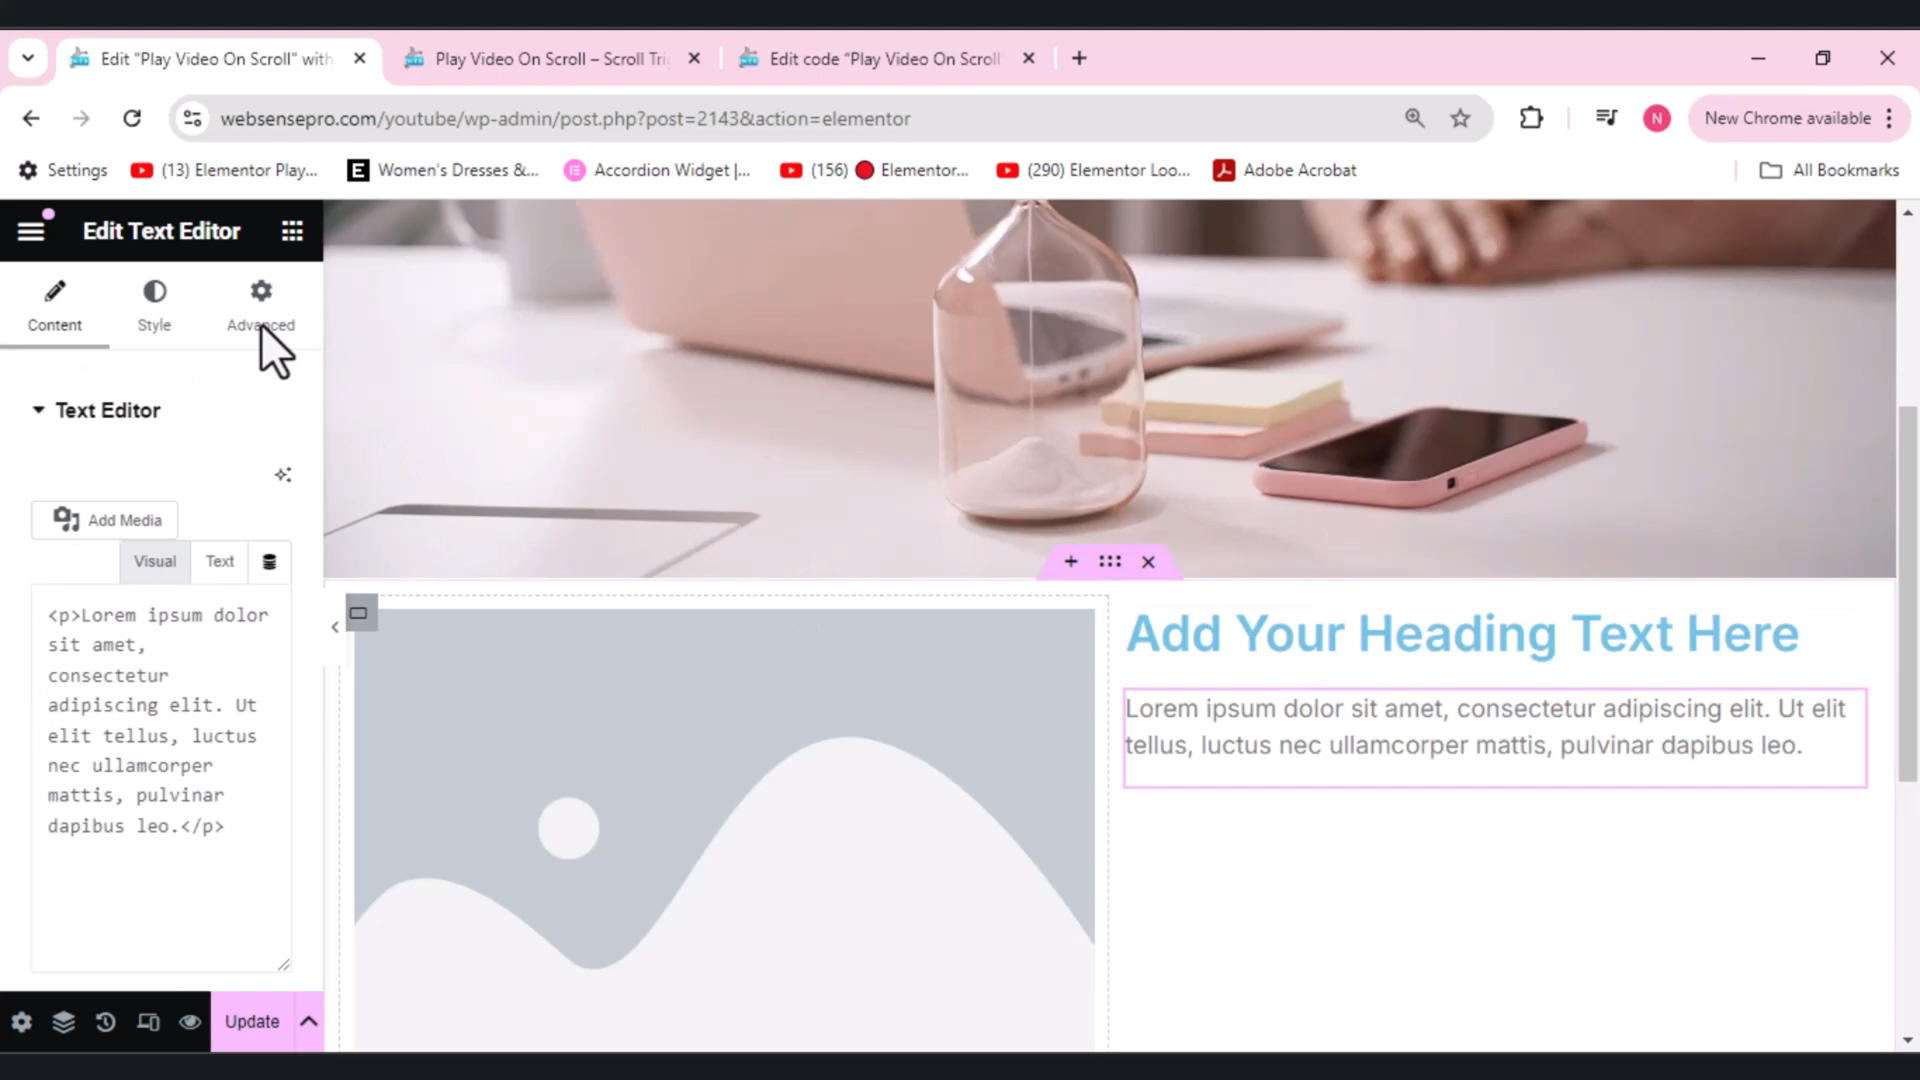 Edit "Play Video On Scroll" with
Play Video On Scroll – Scroll Tri
Edit code "Play Video On Scroll
websensepro.com/youtube/wp-admin/post.php?post=2143&action=elementor
N
New Chrome available
Settings
(13) Elementor Play...
E
Women's Dresses &...
Accordion Widget |...
(156)
Elementor...
(290) Elementor Loo...
Adobe Acrobat
All Bookmarks
Edit Text Editor
Content
Style
Advanced
Text Editor
Add Media
Visual
Text
<p>Lorem ipsum dolor
sit amet,
consectetur
adipiscing elit. Ut
elit tellus, luctus
nec ullamcorper
mattis, pulvinar
dapibus leo.</p>
Update
Add Your Heading Text Here
Lorem ipsum dolor sit amet, consectetur adipiscing elit. Ut elit
tellus, luctus nec ullamcorper mattis, pulvinar dapibus leo.